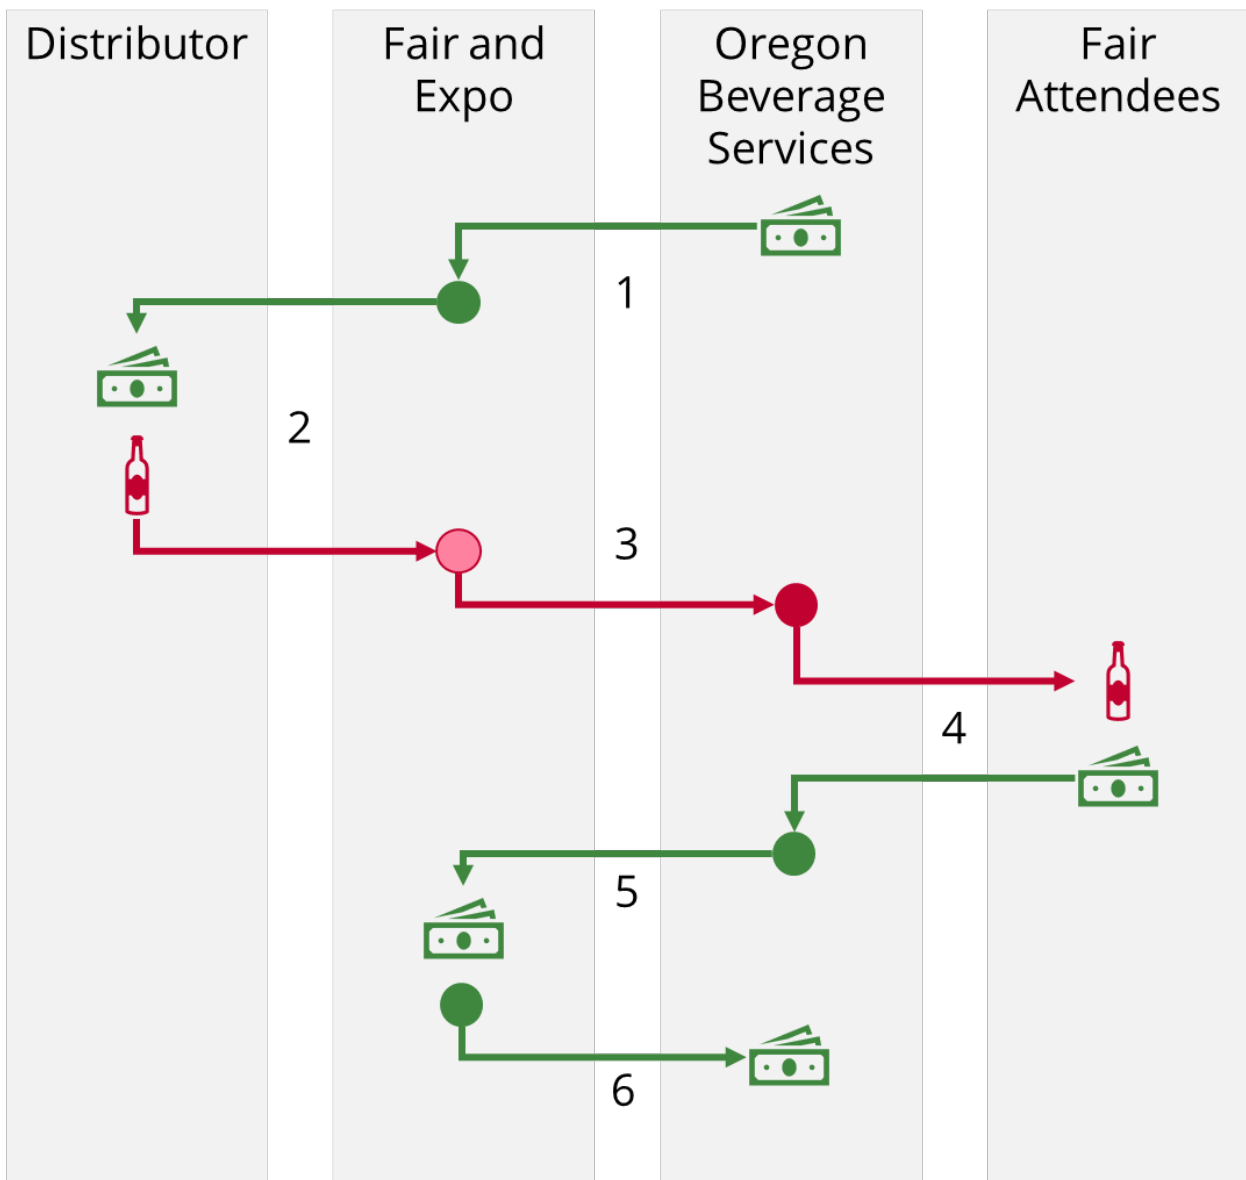 Distributor
Fair and
Expo
Oregon
Beverage
Services
Fair
Attendees
1
2
3
4
5
6